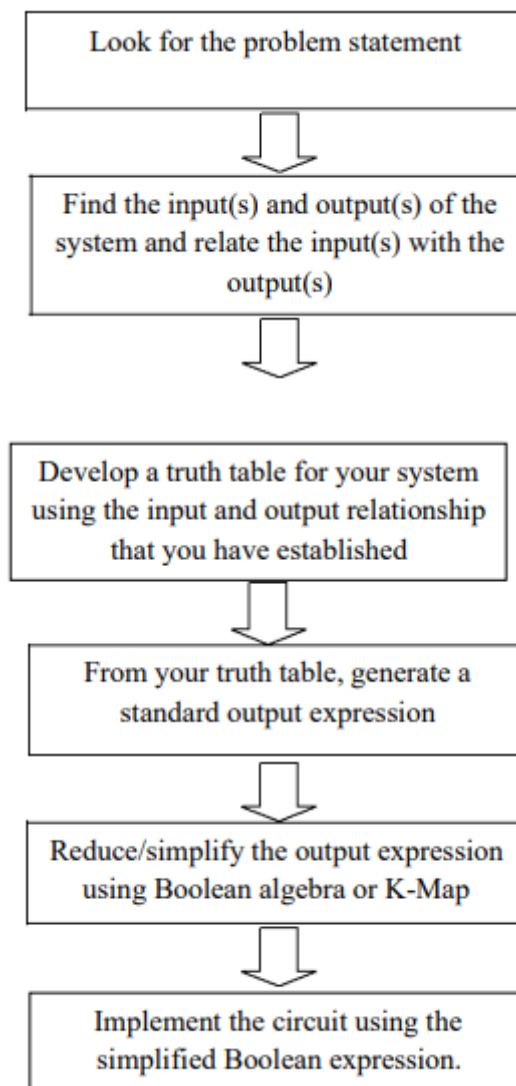 Look for the problem statement
Find the input(s) and output(s) of the
system and relate the input(s) with the
output(s)
Develop a truth table for your system
using the input and output relationship
that you have established
From your truth table, generate a
standard output expression
Reduce/simplify the output expression
using Boolean algebra or K-Map
Implement the circuit using the
simplified Boolean expression.